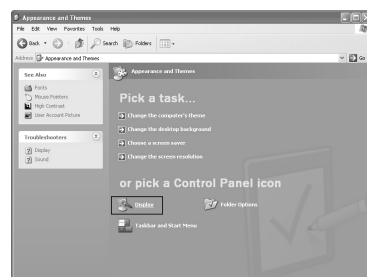 Appearance and Themes
File Edit View Favorites Tools Help
Back Search Folders
Address Appearance and Themes Go
See Also
Fonts
Mouse Pointers
High Contrast
User Account Picture
Troubleshooters
Display
Sound
Appearance and Themes
Pick a task...
Change the computer's theme
Change the desktop background
Choose a screen saver
Change the screen resolution
or pick a Control Panel icon
Display Folder Options
Taskbar and Start Menu